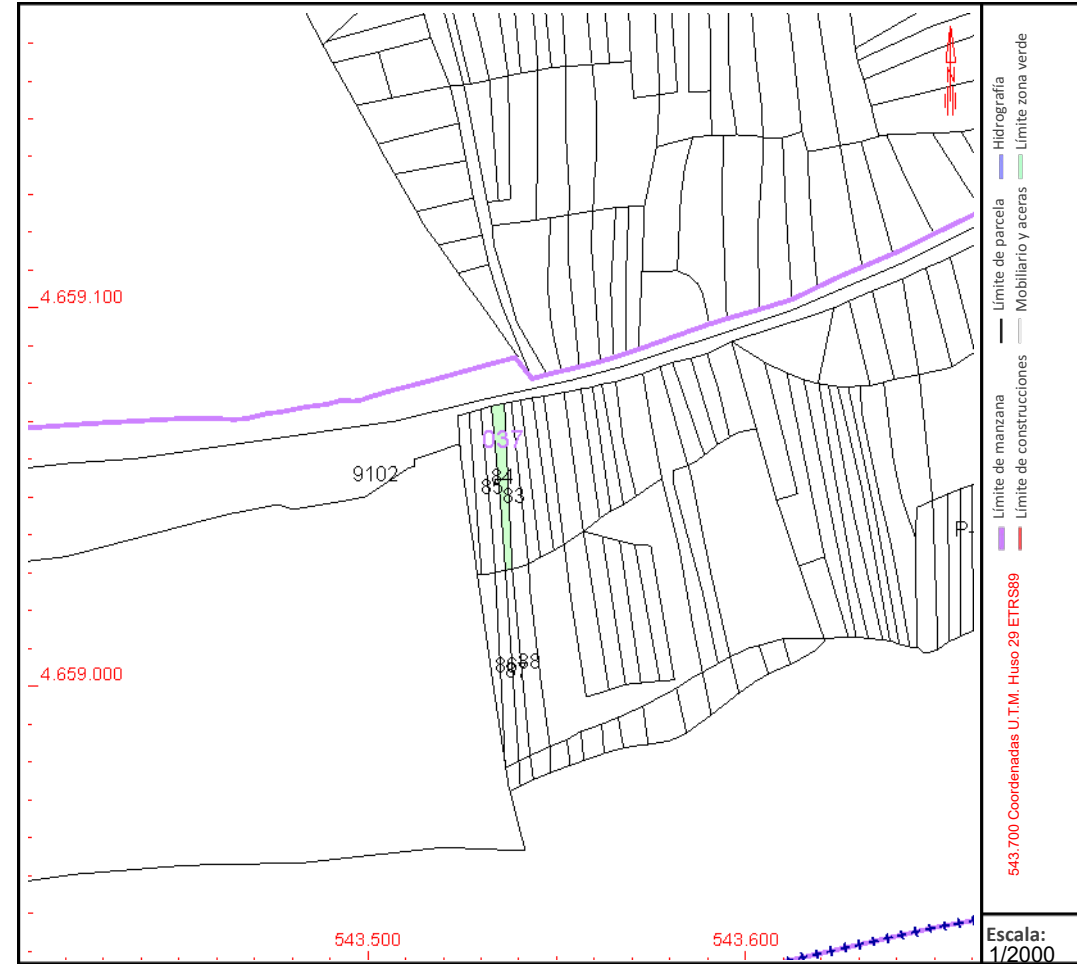 N
4.659.100
037
9102
84
85
83
4.659.000
86
87
88
543.500
543.600
Límite de manzana
Límite de parcela
Hidrografía
Límite de construcciones
Mobiliario y aceras
Límite zona verde
543.700 Coordenadas U.T.M. Huso 29 ETRS89
Escala:
1/2000